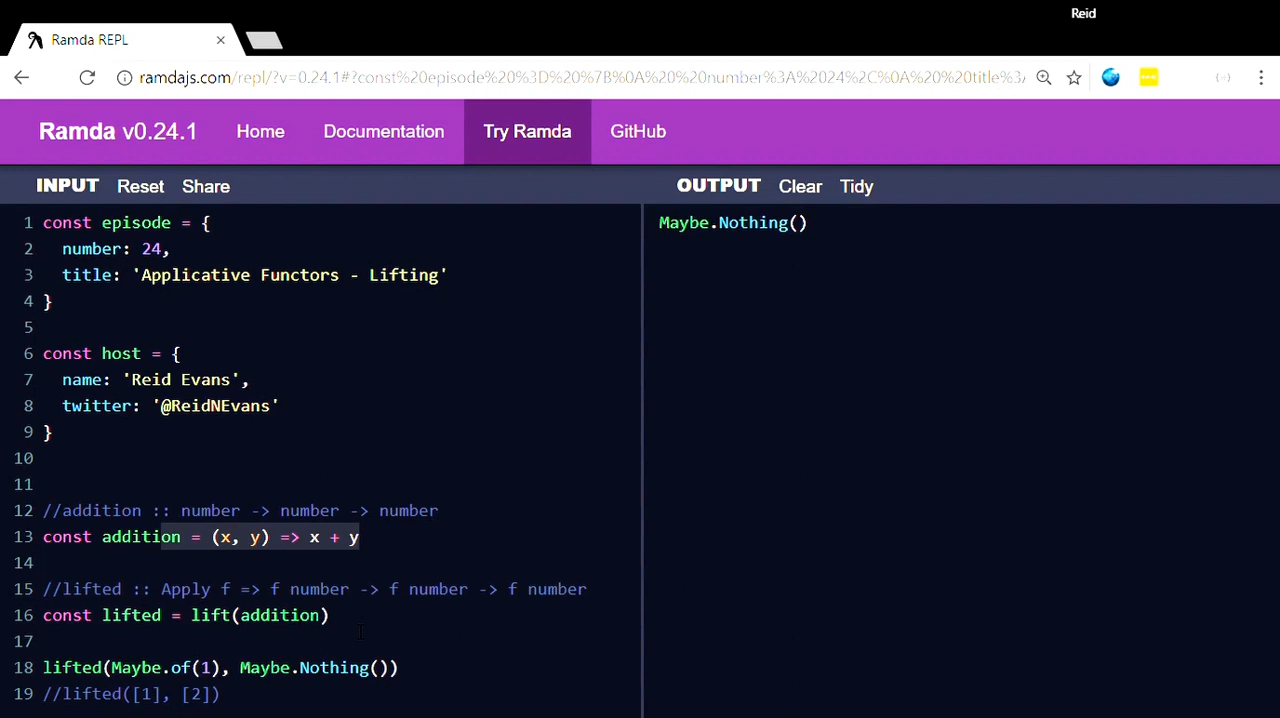 Reid
Ramda REPL
ramdajs.com/repl/?v=0.24.1#?const%20episode%20%3D%20%7B%0A%20%20number%3A%2024%2C%0A%20%20title%3A
Ramda v0.24.1 Home Documentation Try Ramda GitHub
INPUT Reset Share OUTPUT Clear Tidy
1 const episode = {
2 number: 24,
3 title: 'Applicative Functors - Lifting'
4 }
5
6 const host = {
7 name: 'Reid Evans',
8 twitter: '@ReidNEvans'
9 }
10
11
12 //addition :: number -> number -> number
13 const addition = (x, y) => x + y
14
15 //lifted :: Apply f => f number -> f number -> f number
16 const lifted = lift(addition)
17
18 lifted(Maybe.of(1), Maybe.Nothing())
19 //lifted([1], [2])
Maybe.Nothing()